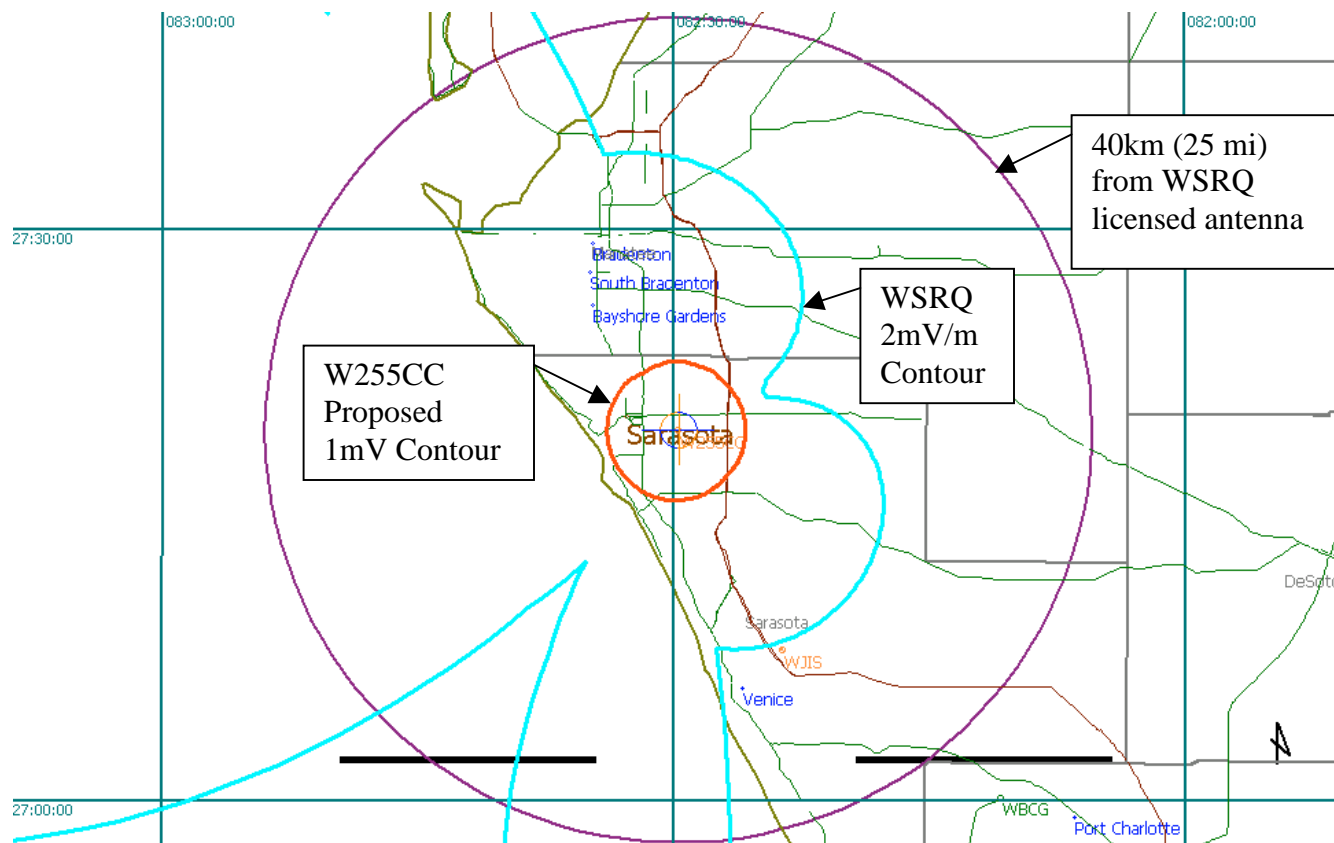 083:00:00
082:30:00
082:00:00
40km (25 mi)
from WSRQ
licensed antenna
27:30:00
Bradenton
South Bradenton
WSRQ
2mV/m
Contour
Bayshore Gardens
W255CC
Proposed
1mV Contour
Sarasota
DeSoto
Sarasota
WJIS
Venice
27:00:00
WBCG
Port Charlotte